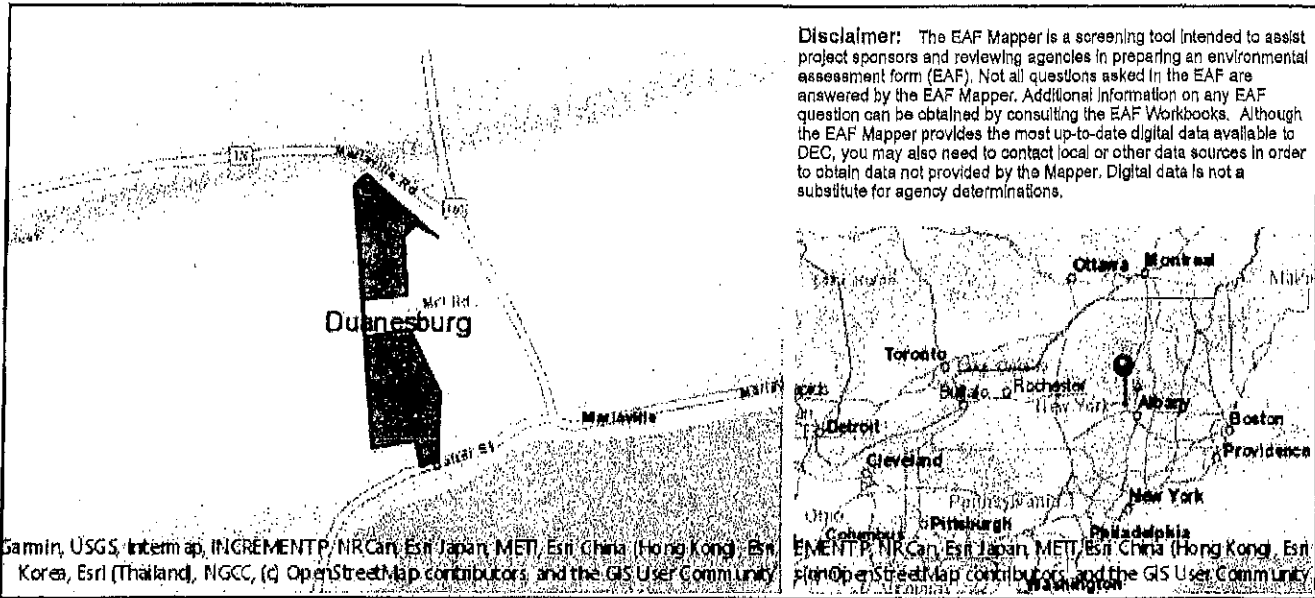 Disclaimer: The EAF Mapper is a screening tool intended to assist
project sponsors and reviewing agencies in preparing an environmental
assessment form (EAF). Not all questions asked in the EAF are
answered by the EAF Mapper. Additional information on any EAF
question can be obtained by consulting the EAF Workbooks. Although
the EAF Mapper provides the most up-to-date digital data available to
DEC, you may also need to contact local or other data sources in order
to obtain data not provided by the Mapper. Digital data is not a
substitute for agency determinations.
Mariaville Rd
Duanesburg
Mariaville
Garmin, USGS, Intermap, INCREMENT P, NRCan, Esri Japan, METI, Esri China (Hong Kong), Esri
Korea, Esri (Thailand), NGCC, (c) OpenStreetMap contributors, and the GIS User Community
Ottawa
Montreal
Toronto
Buffalo
Rochester
New York
Albany
Detroit
Boston
Providence
Cleveland
Pennsylvania
New York
Ohio
Pittsburgh
Columbus
Philadelphia
EMENT P, NRCan, Esri Japan, METI, Esri China (Hong Kong), Esri
OpenStreetMap contributors, and the GIS User Community
Washington